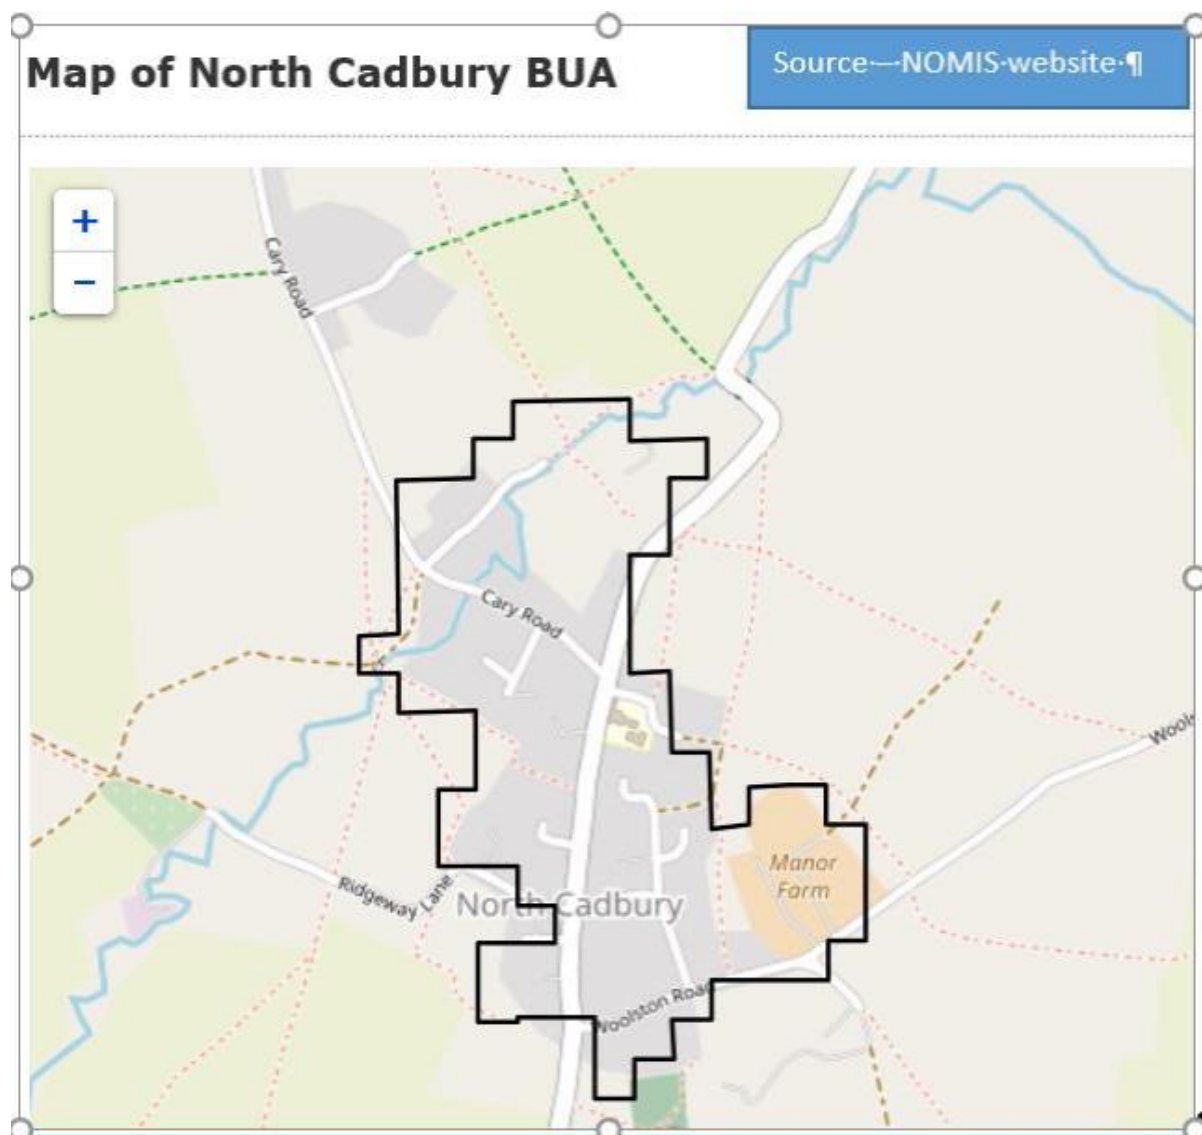 Map of North Cadbury BUA
Source·–·NOMIS·website·¶
+
−
Cary Road
Cary Road
Manor
Farm
Ridgeway Lane
North Cadbury
Woolston Road
Wools